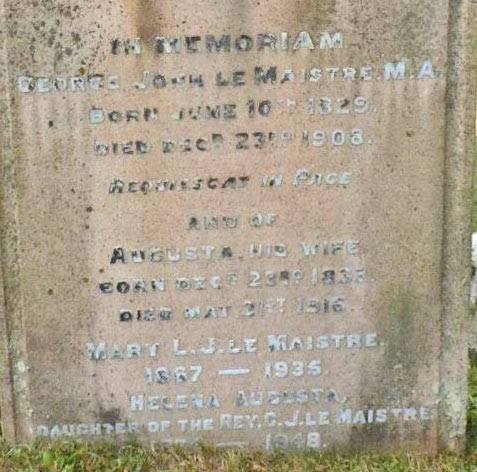 IN MEMORIAM
GEORGE JOHN LE MAISTRE, M.A.
BORN JUNE 10TH 1829.
DIED DECR 23RD 1908.
REQUIESCAT IN PACE
AND OF
AUGUSTA, HIS WIFE
BORN DECR 23RD
DIED MAY 21ST 1916.
MARY L. J. LE MAISTRE.
1867 — 1935.
HELENA AUGUSTA,
DAUGHTER OF THE REV. G. J. LE MAISTRE.
— 1948.